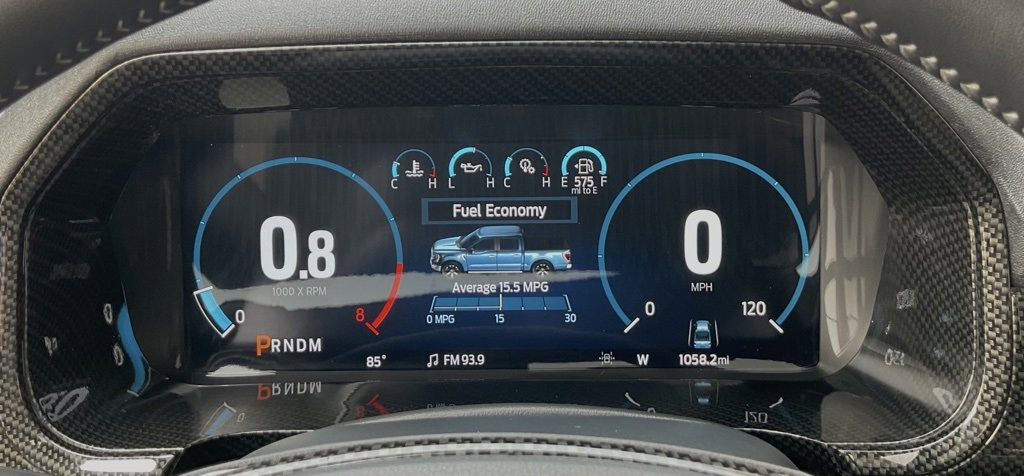 C H
L H
C H
E F
575
mi to E
Fuel Economy
0.8
1000 X RPM
0
8
Average 15.5 MPG
0 MPG 15 30
0
MPH
0
120
PRNDM
85°
FM 93.9
W
1058.2mi